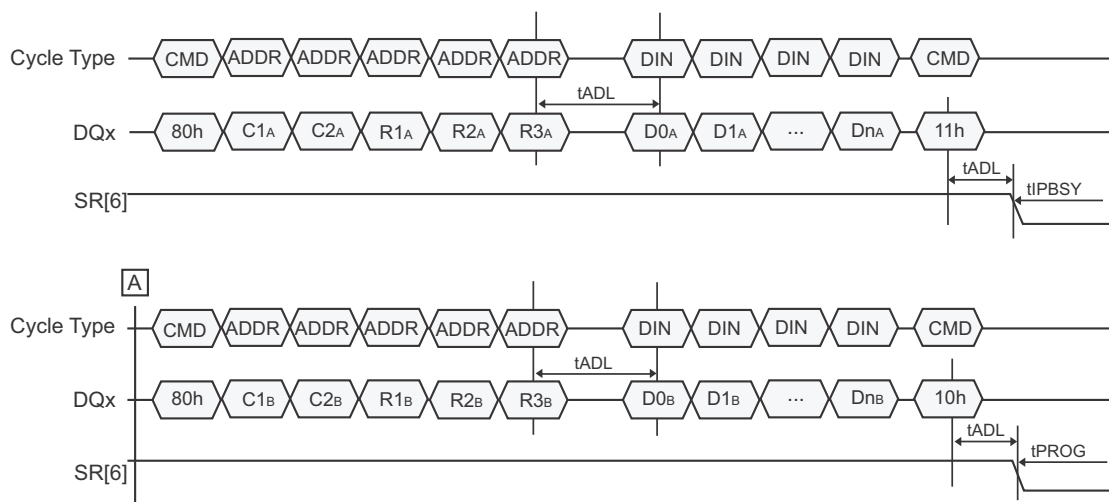 Cycle Type CMD ADDR ADDR ADDR ADDR ADDR DIN DIN DIN DIN CMD
tADL
DQx 80h C1A C2A R1A R2A R3A D0A D1A ... DnA 11h
tADL
SR[6] tIPBSY
A
Cycle Type CMD ADDR ADDR ADDR ADDR ADDR DIN DIN DIN DIN CMD
tADL
DQx 80h C1B C2B R1B R2B R3B D0B D1B ... DnB 10h
tADL
SR[6] tPROG